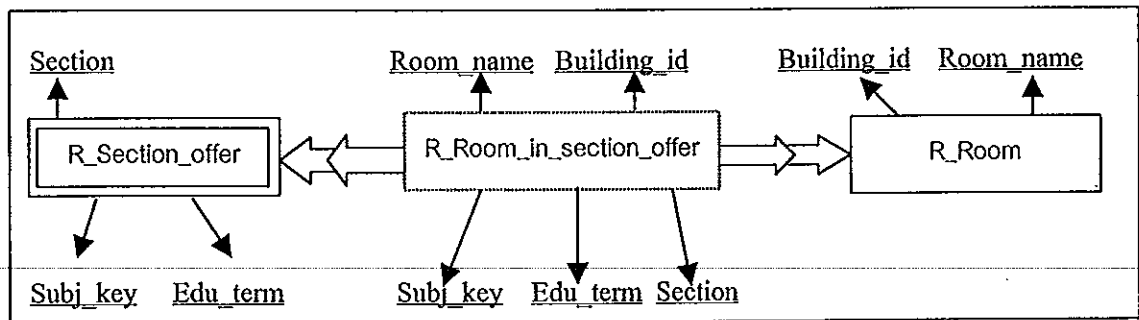 Section Room_name Building_id Building_id Room_name
R_Section_offer R_Room_in_section_offer R_Room
Subj_key Edu_term Subj_key Edu_term Section